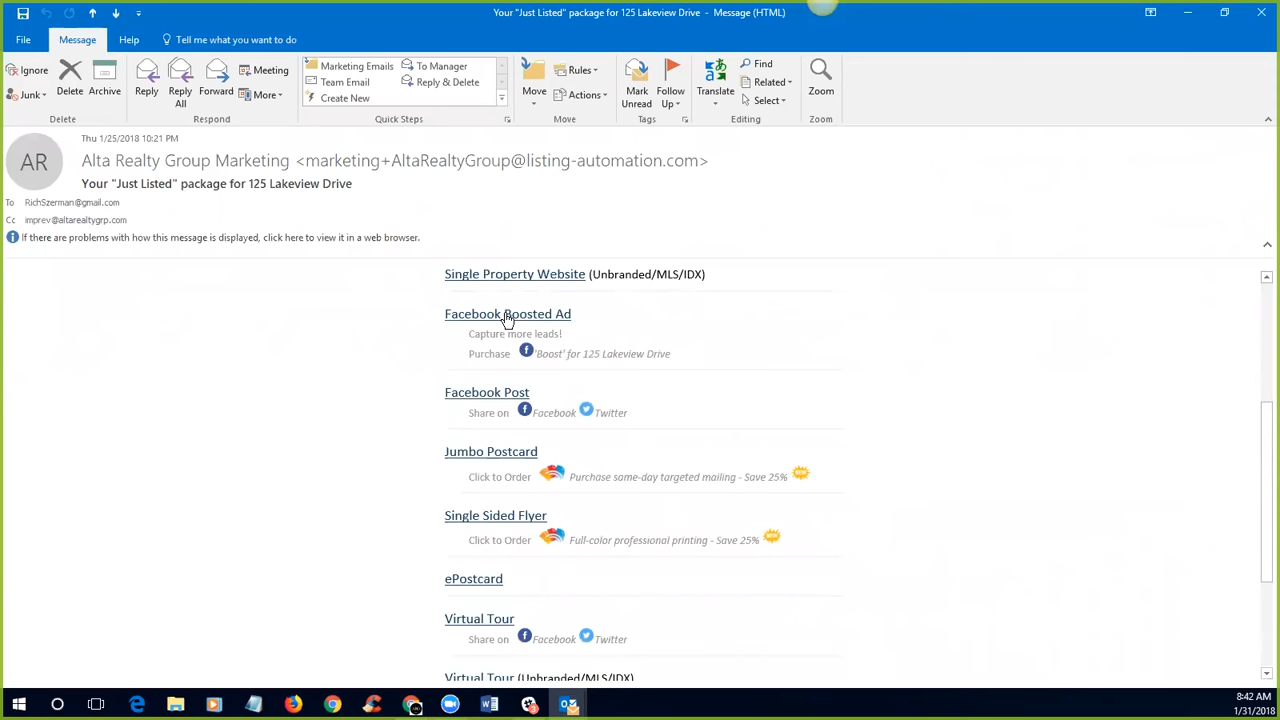 Your "Just Listed" package for 125 Lakeview Drive - Message (HTML)
File Message Help Tell me what you want to do
Ignore
Junk
Delete
Archive
Delete
Reply
Reply All
Forward
Meeting
More
Respond
Marketing Emails
Team Email
Create New
To Manager
Reply & Delete
Quick Steps
Move
Rules
Actions
Move
Mark Unread
Follow Up
Tags
Translate
Find
Related
Select
Editing
Zoom
Zoom
Thu 1/25/2018 10:21 PM
AR
Alta Realty Group Marketing <marketing+AltaRealtyGroup@listing-automation.com>
Your "Just Listed" package for 125 Lakeview Drive
To RichSzerman@gmail.com
Cc imprev@altarealtygrp.com
If there are problems with how this message is displayed, click here to view it in a web browser.
Single Property Website (Unbranded/MLS/IDX)
Facebook Boosted Ad
Capture more leads!
Purchase 'Boost' for 125 Lakeview Drive
Facebook Post
Share on Facebook Twitter
Jumbo Postcard
Click to Order Purchase same-day targeted mailing - Save 25% NEW
Single Sided Flyer
Click to Order Full-color professional printing - Save 25% NEW
ePostcard
Virtual Tour
Share on Facebook Twitter
Virtual Tour (Unbranded/MLS/IDX)
8:42 AM
1/31/2018